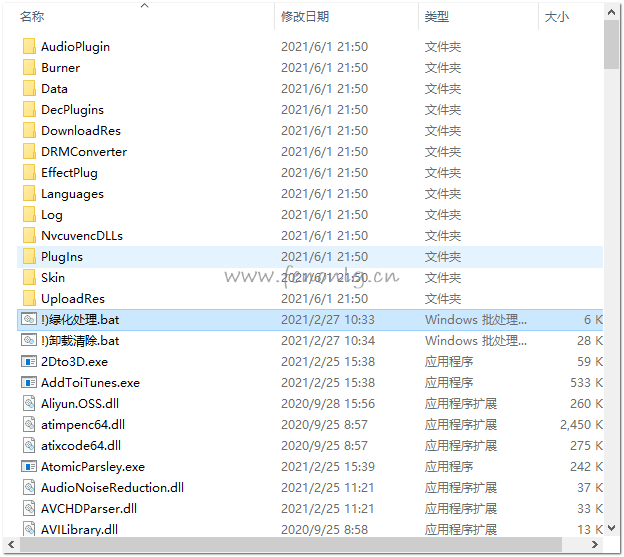 名称 修改日期 类型 大小
AudioPlugin 2021/6/1 21:50 文件夹
Burner 2021/6/1 21:50 文件夹
Data 2021/6/1 21:50 文件夹
DecPlugins 2021/6/1 21:50 文件夹
DownloadRes 2021/6/1 21:50 文件夹
DRMConverter 2021/6/1 21:50 文件夹
EffectPlug 2021/6/1 21:50 文件夹
Languages 2021/6/1 21:50 文件夹
Log 2021/6/1 21:50 文件夹
NvcuvencDLLs 2021/6/1 21:50 文件夹
PlugIns 2021/6/1 21:50 文件夹
Skin 2021/6/1 21:50 文件夹
UploadRes 2021/6/1 21:50 文件夹
!)绿化处理.bat 2021/2/27 10:33 Windows 批处理... 6 K
!)卸载清除.bat 2021/2/27 10:34 Windows 批处理... 28 K
2Dto3D.exe 2021/2/25 15:38 应用程序 59 K
AddToiTunes.exe 2021/2/25 15:38 应用程序 533 K
Aliyun.OSS.dll 2020/9/28 15:56 应用程序扩展 260 K
atimpenc64.dll 2020/9/25 8:57 应用程序扩展 2,450 K
atixcode64.dll 2020/9/25 8:57 应用程序扩展 275 K
AtomicParsley.exe 2021/2/25 15:39 应用程序 242 K
AudioNoiseReduction.dll 2021/2/25 11:21 应用程序扩展 37 K
AVCHDParser.dll 2021/2/25 11:21 应用程序扩展 33 K
AVILibrary.dll 2020/9/25 8:58 应用程序扩展 13 K